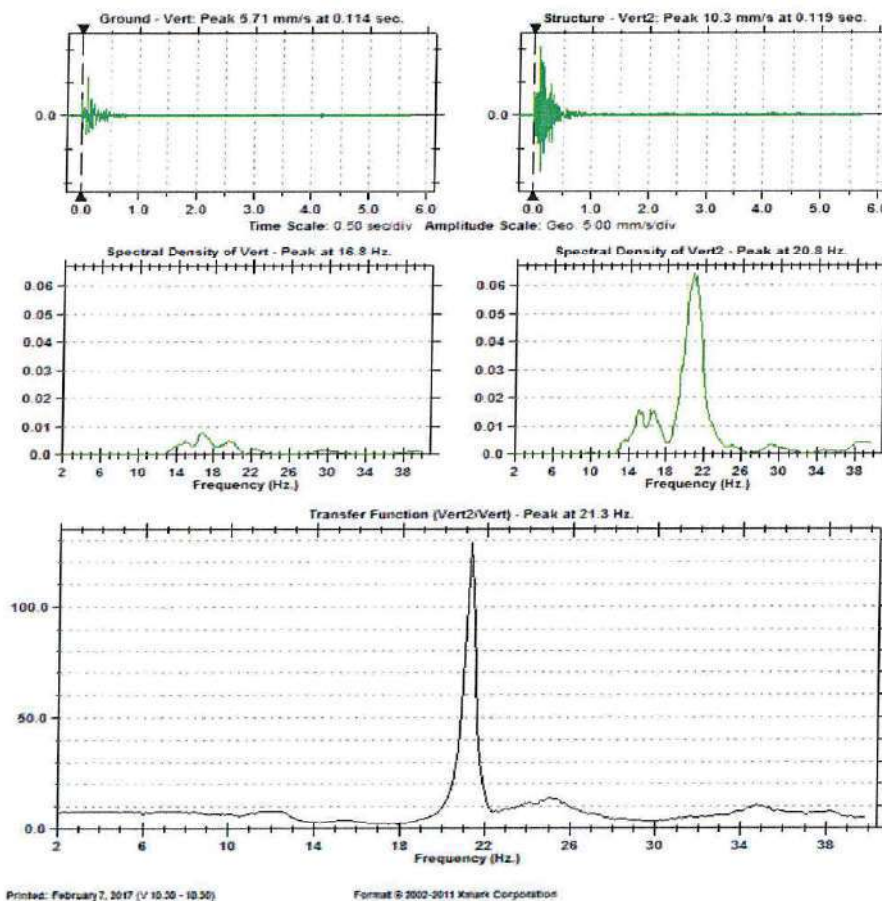 Ground - Vert: Peak 5.71 mm/s at 0.114 sec.
Structure - Vert2: Peak 10.3 mm/s at 0.119 sec.
0.0
0.0
0.0 1.0 2.0 3.0 4.0 5.0 6.0
0.0 1.0 2.0 3.0 4.0 5.0 6.0
Time Scale: 0.50 sec/div Amplitude Scale: Geo: 5.00 mm/s/div
Spectral Density of Vert - Peak at 16.8 Hz.
Spectral Density of Vert2 - Peak at 20.8 Hz.
0.06
0.05
0.04
0.03
0.02
0.01
0.0
2 6 10 14 18 22 26 30 34 38
Frequency (Hz.)
0.06
0.05
0.04
0.03
0.02
0.01
0.0
2 6 10 14 18 22 26 30 34 38
Frequency (Hz.)
Transfer Function (Vert2/Vert) - Peak at 21.3 Hz.
100.0
50.0
0.0
2 6 10 14 18 22 26 30 34 38
Frequency (Hz.)
Printed: February 7, 2017 (V 10.30 - 10.30)
Format © 2002-2011 Xmark Corporation